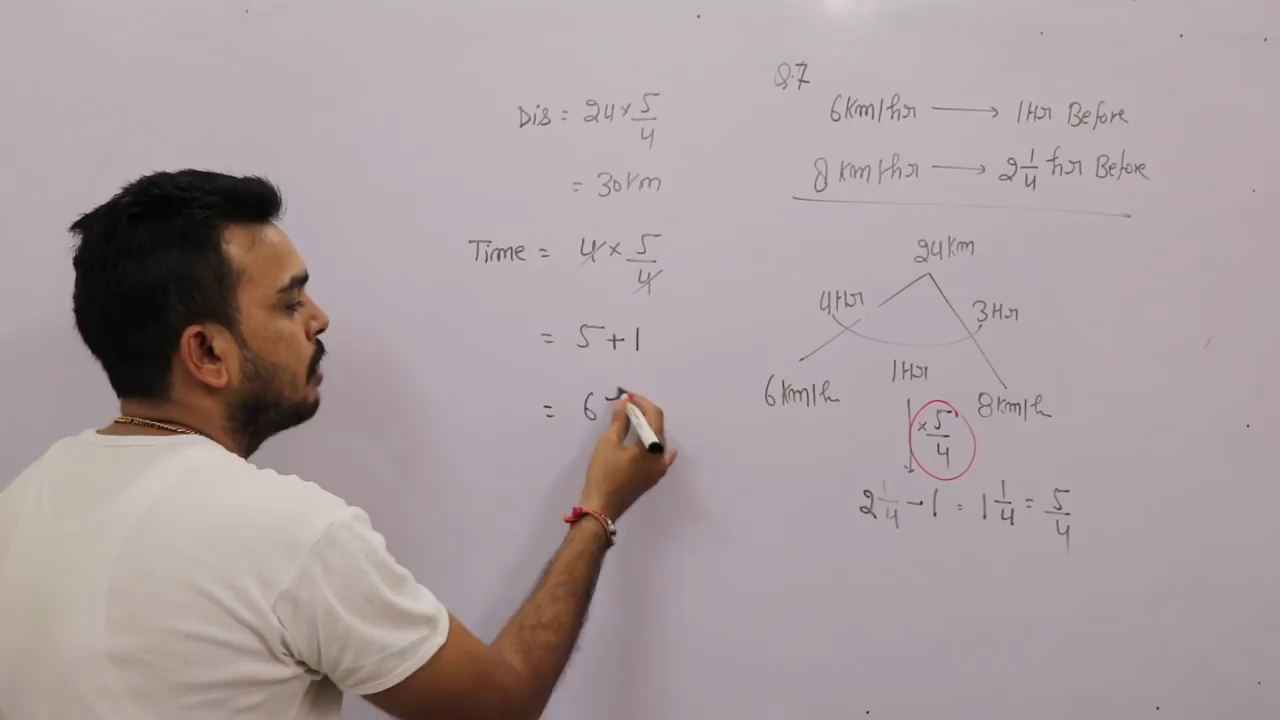 Q.7
6Km/hr → 1Hr Before
8 Km/hr → 2 1/4 hr Before
24Km
4Hr 3Hr
6Km/h 1Hr 8Km/h
× 5/4
2 1/4 - 1 = 1 1/4 = 5/4
Dis = 24 × 5/4
= 30Km
Time = 4 × 5/4
= 5 + 1
= 6